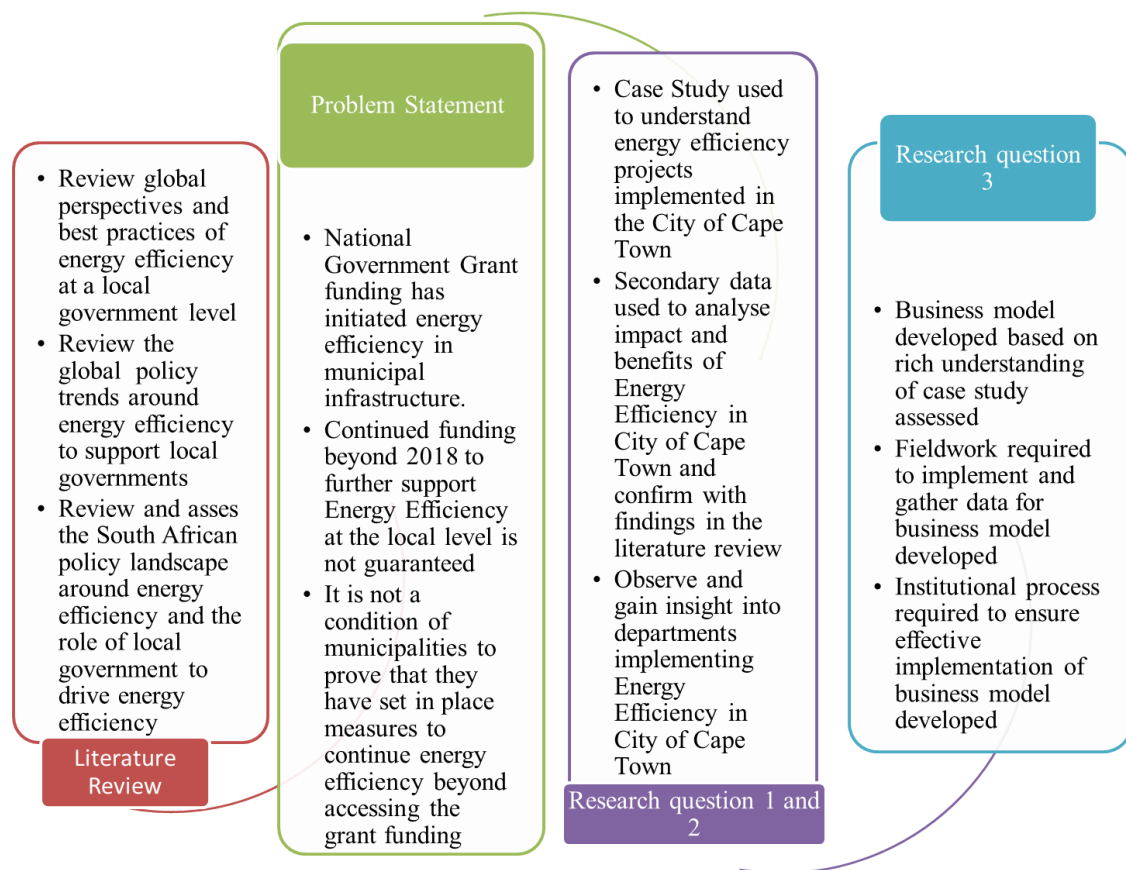 • Review global
perspectives and
best practices of
energy efficiency
at a local
government level
• Review the
global policy
trends around
energy efficiency
to support local
governments
• Review and asses
the South African
policy landscape
around energy
efficiency and the
role of local
government to
drive energy
efficiency
Literature
Review
Problem Statement
• National
Government Grant
funding has
initiated energy
efficiency in
municipal
infrastructure.
• Continued funding
beyond 2018 to
further support
Energy Efficiency
at the local level is
not guaranteed
• It is not a
condition of
municipalities to
prove that they
have set in place
measures to
continue energy
efficiency beyond
accessing the
grant funding
• Case Study used
to understand
energy efficiency
projects
implemented in
the City of Cape
Town
• Secondary data
used to analyse
impact and
benefits of
Energy
Efficiency in
City of Cape
Town and
confirm with
findings in the
literature review
• Observe and
gain insight into
departments
implementing
Energy
Efficiency in
City of Cape
Town
Research question 1 and
2
Research question
3
• Business model
developed based on
rich understanding
of case study
assessed
• Fieldwork required
to implement and
gather data for
business model
developed
• Institutional process
required to ensure
effective
implementation of
business model
developed